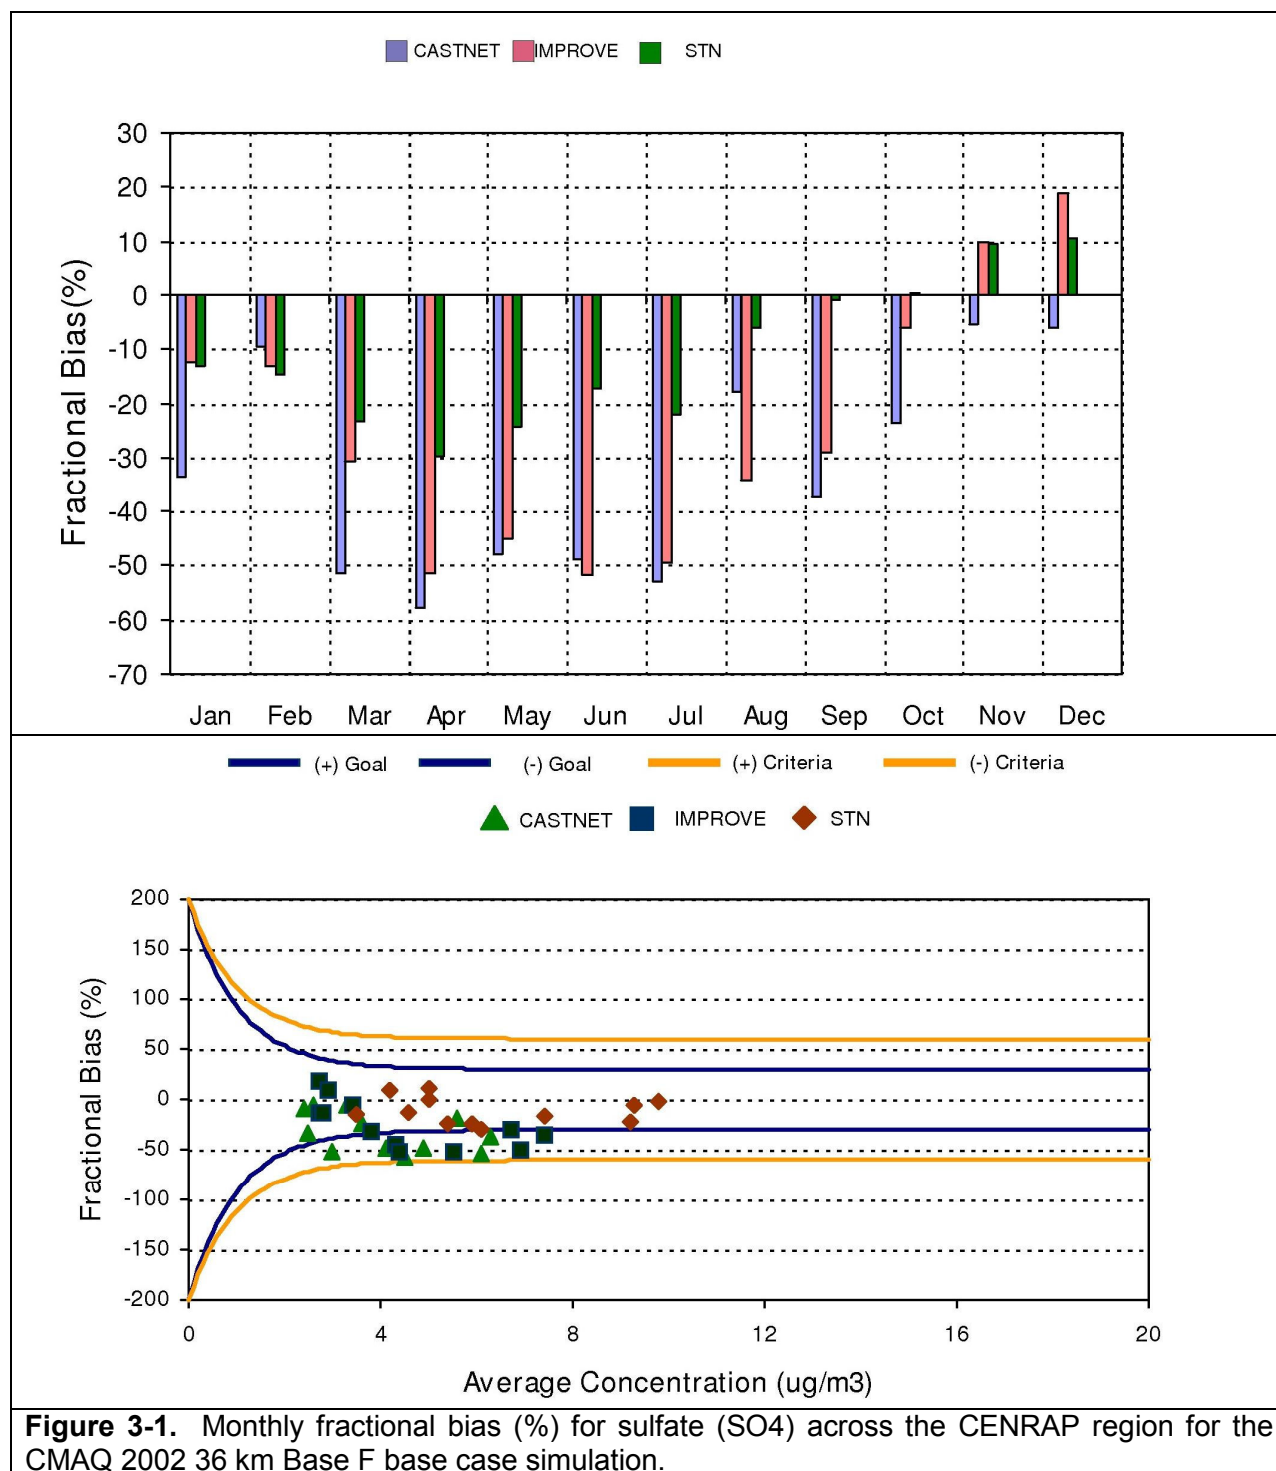 CASTNET IMPROVE STN
30
20
10
0
-10
-20
-30
-40
-50
-60
-70
Fractional Bias(%)
Jan Feb Mar Apr May Jun Jul Aug Sep Oct Nov Dec
(+) Goal (-) Goal (+) Criteria (-) Criteria
CASTNET IMPROVE STN
200
150
100
50
0
-50
-100
-150
-200
Fractional Bias (%)
0 4 8 12 16 20
Average Concentration (ug/m3)
Figure 3-1. Monthly fractional bias (%) for sulfate (SO4) across the CENRAP region for the
CMAQ 2002 36 km Base F base case simulation.